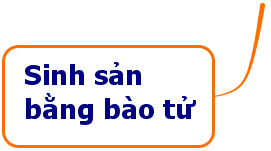 Sinh sản
bằng bào tử